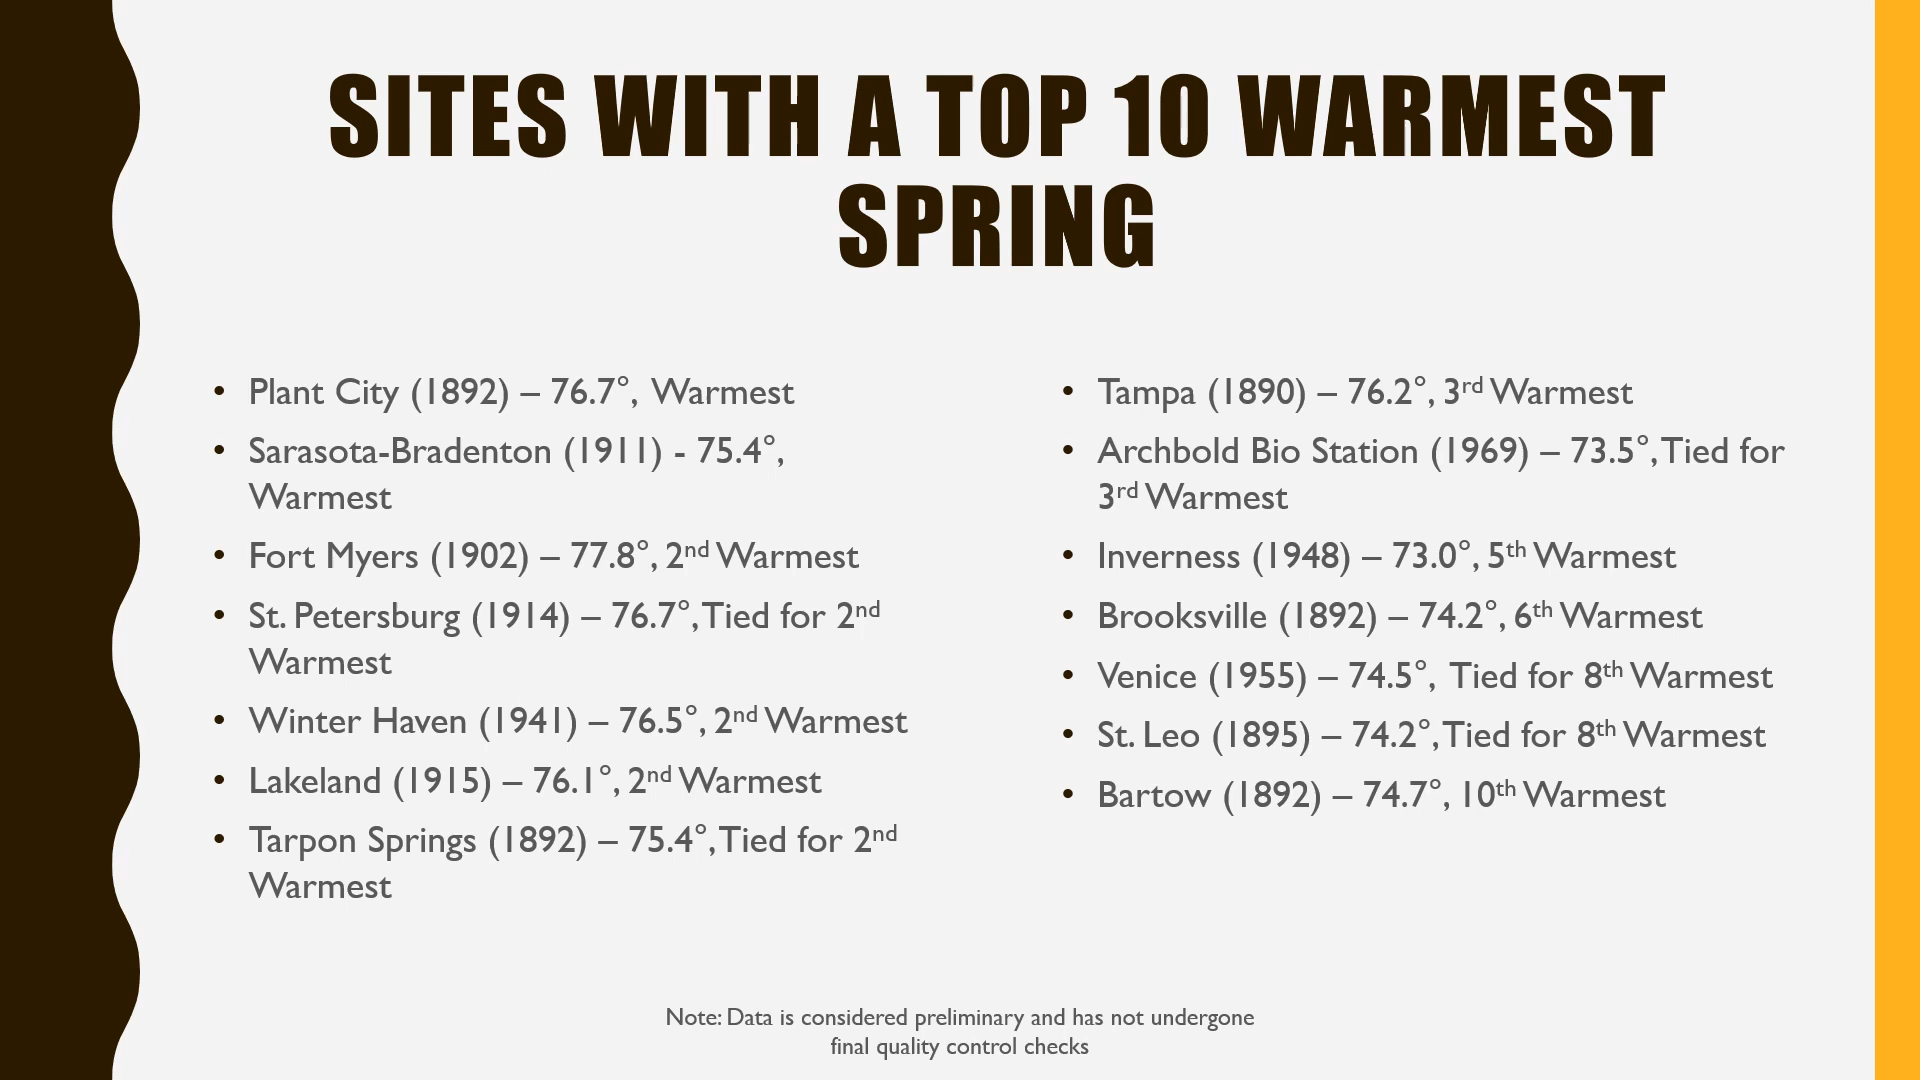 SITES WITH A TOP 10 WARMEST
SPRING
• Plant City (1892) – 76.7°, Warmest
• Sarasota-Bradenton (1911) - 75.4°,
Warmest
• Fort Myers (1902) – 77.8°, 2nd Warmest
• St. Petersburg (1914) – 76.7°, Tied for 2nd
Warmest
• Winter Haven (1941) – 76.5°, 2nd Warmest
• Lakeland (1915) – 76.1°, 2nd Warmest
• Tarpon Springs (1892) – 75.4°, Tied for 2nd
Warmest
• Tampa (1890) – 76.2°, 3rd Warmest
• Archbold Bio Station (1969) – 73.5°, Tied for
3rd Warmest
• Inverness (1948) – 73.0°, 5th Warmest
• Brooksville (1892) – 74.2°, 6th Warmest
• Venice (1955) – 74.5°, Tied for 8th Warmest
• St. Leo (1895) – 74.2°, Tied for 8th Warmest
• Bartow (1892) – 74.7°, 10th Warmest
Note: Data is considered preliminary and has not undergone
final quality control checks